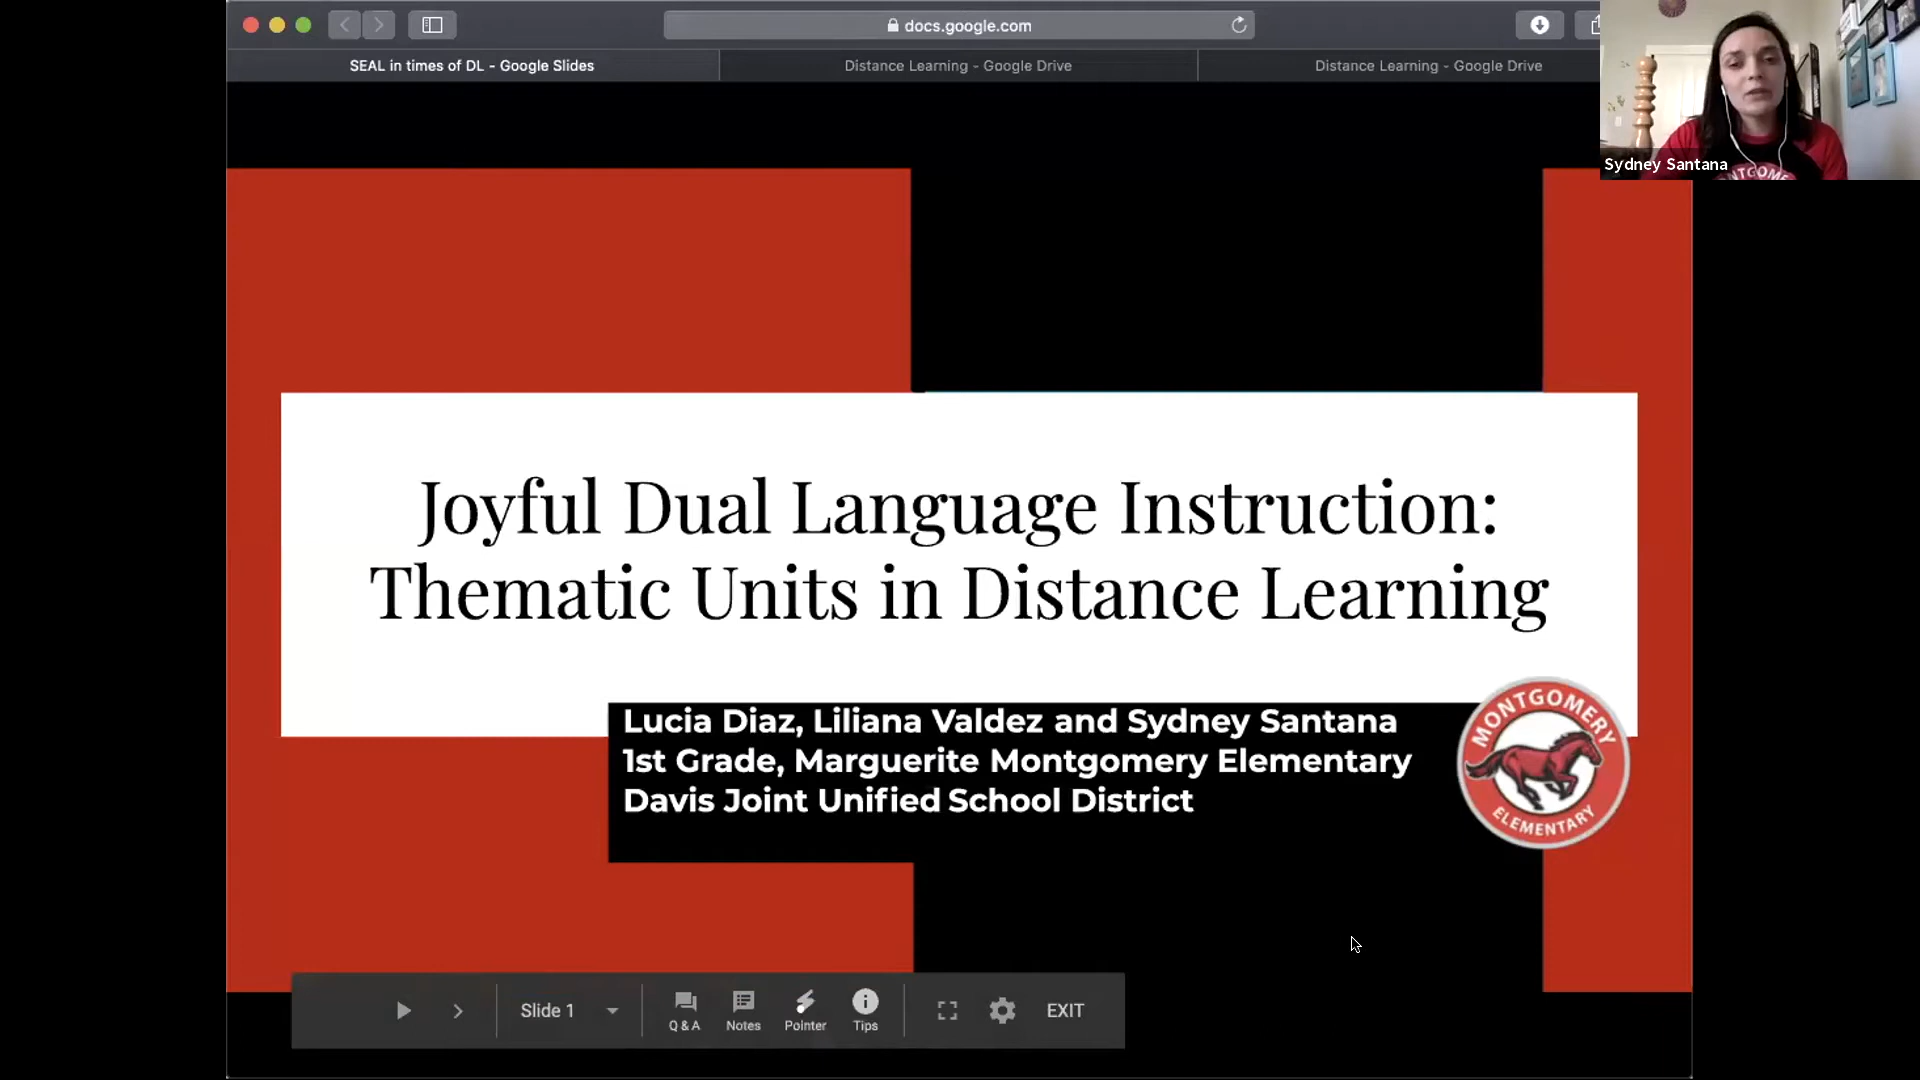 docs.google.com
SEAL in times of DL - Google Slides
Distance Learning - Google Drive
Distance Learning - Google Drive
Sydney Santana
Joyful Dual Language Instruction:
Thematic Units in Distance Learning
Lucia Diaz, Liliana Valdez and Sydney Santana
1st Grade, Marguerite Montgomery Elementary
Davis Joint Unified School District
MONTGOMERY
ELEMENTARY
Slide 1
Q & A
Notes
Pointer
Tips
EXIT